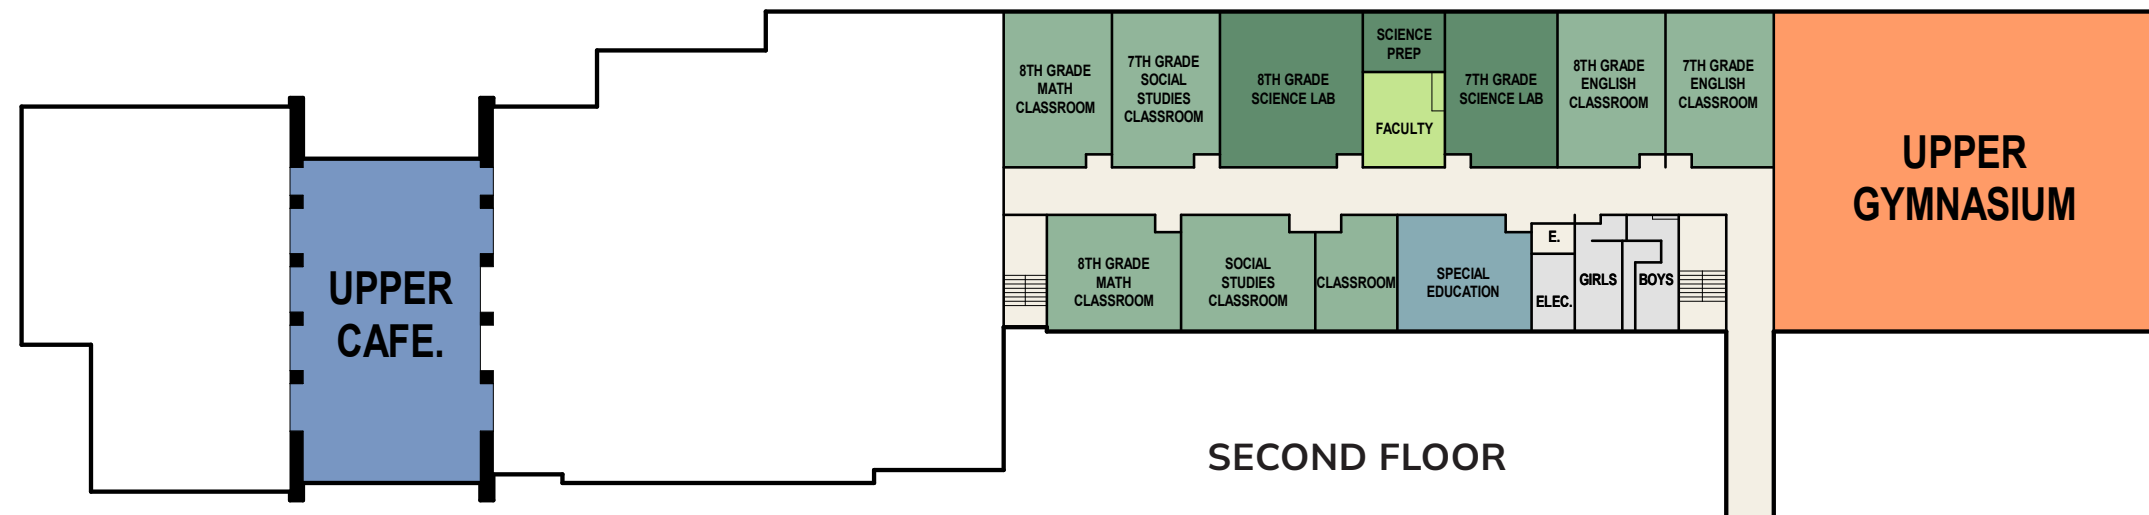 8TH GRADE
MATH
CLASSROOM
7TH GRADE
SOCIAL
STUDIES
CLASSROOM
8TH GRADE
SCIENCE LAB
SCIENCE
PREP
FACULTY
7TH GRADE
SCIENCE LAB
8TH GRADE
ENGLISH
CLASSROOM
7TH GRADE
ENGLISH
CLASSROOM
UPPER
GYMNASIUM
UPPER
CAFE.
8TH GRADE
MATH
CLASSROOM
SOCIAL
STUDIES
CLASSROOM
CLASSROOM
SPECIAL
EDUCATION
E.
ELEC.
GIRLS
BOYS
SECOND FLOOR